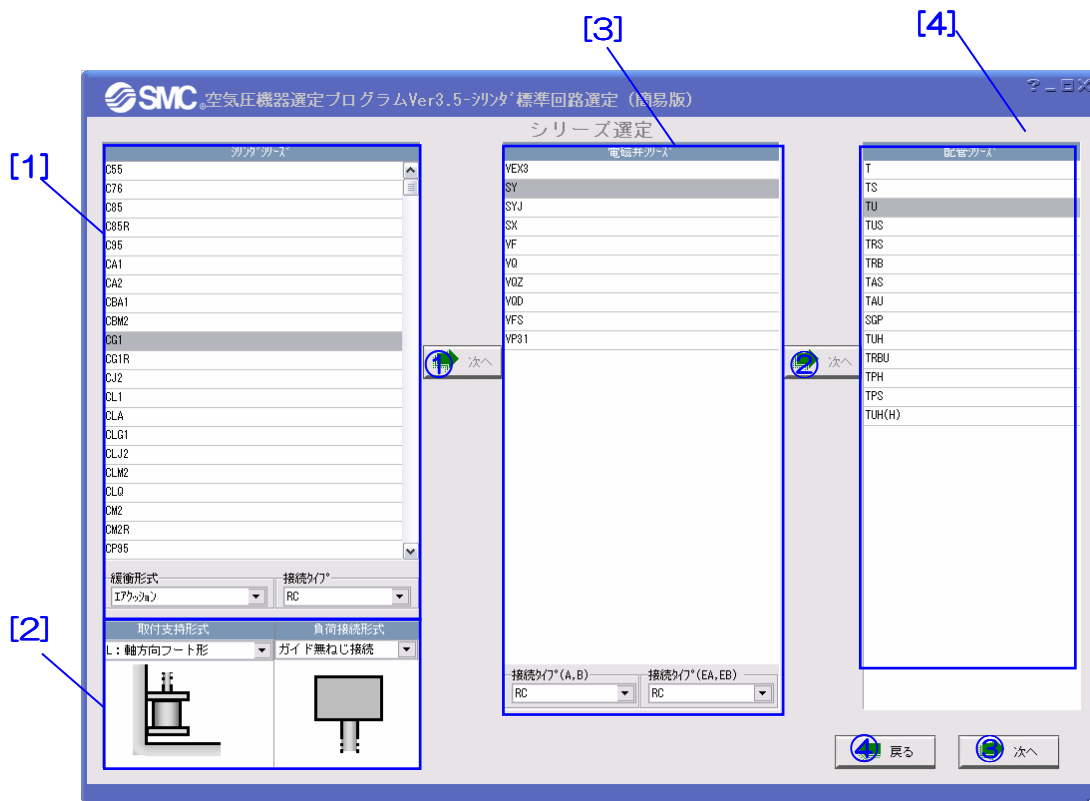 [3]
[4]
SMC 空気圧機器選定プログラムVer3.5-ｼﾘﾝﾀﾞ標準回路選定 (簡易版)
シリーズ選定
[1]
ｼﾘﾝﾀﾞｼﾘｰｽﾞ
C55
C76
C85
C85R
C95
CA1
CA2
CBA1
CBM2
CG1
CG1R
CJ2
CL1
CLA
CLG1
CLJ2
CLM2
CLQ
CM2
CM2R
CP95
緩衝形式
ｴｱｸｯｼｮﾝ
接続ﾀｲﾌﾟ
RC
① 次へ
電磁弁ｼﾘｰｽﾞ
VEX3
SY
SYJ
SX
VF
VQ
VQZ
VQD
VFS
VP31
接続ﾀｲﾌﾟ(A,B)
RC
接続ﾀｲﾌﾟ(EA,EB)
RC
② 次へ
配管ｼﾘｰｽﾞ
T
TS
TU
TUS
TRS
TRB
TAS
TAU
SGP
TUH
TRBU
TPH
TPS
TUH(H)
[2]
取付支持形式
L：軸方向フート形
負荷接続形式
ガイド無ねじ接続
④ 戻る
③ 次へ